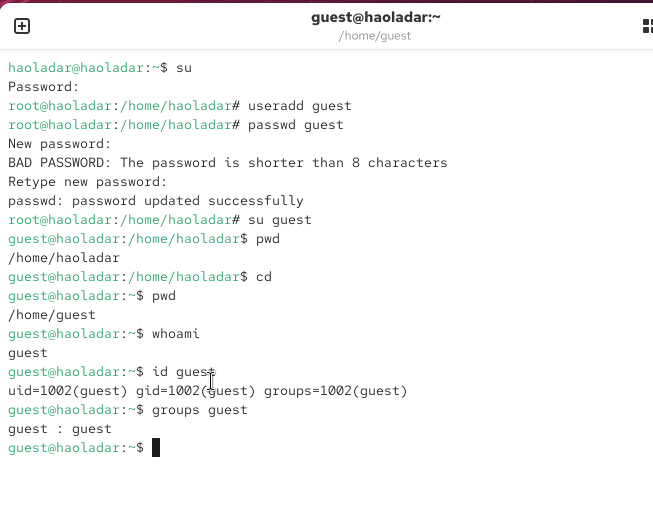 guest@haoladar:~
/home/guest
haoladar@haoladar:~$ su
Password:
root@haoladar:/home/haoladar# useradd guest
root@haoladar:/home/haoladar# passwd guest
New password:
BAD PASSWORD: The password is shorter than 8 characters
Retype new password:
passwd: password updated successfully
root@haoladar:/home/haoladar# su guest
guest@haoladar:/home/haoladar$ pwd
/home/haoladar
guest@haoladar:/home/haoladar$ cd
guest@haoladar:~$ pwd
/home/guest
guest@haoladar:~$ whoami
guest
guest@haoladar:~$ id guest
uid=1002(guest) gid=1002(guest) groups=1002(guest)
guest@haoladar:~$ groups guest
guest : guest
guest@haoladar:~$